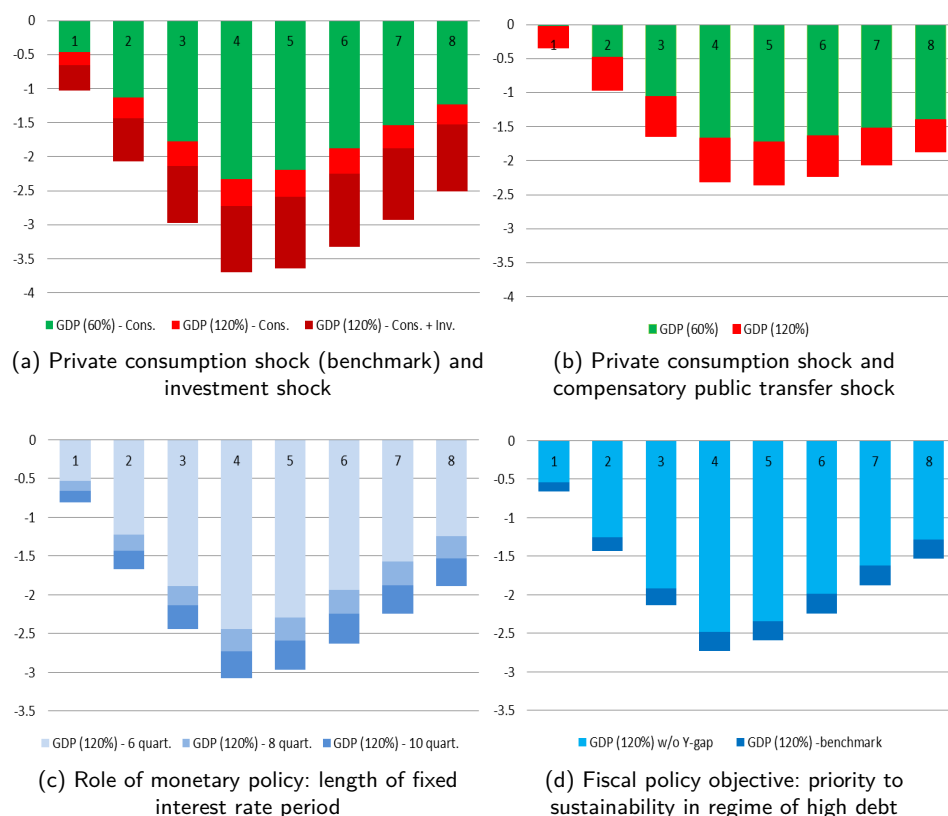 0
-0.5
-1
-1.5
-2
-2.5
-3
-3.5
-4
1 2 3 4 5 6 7 8
GDP (60%) - Cons. GDP (120%) - Cons. GDP (120%) - Cons. + Inv.
(a) Private consumption shock (benchmark) and
investment shock
0
-0.5
-1
-1.5
-2
-2.5
-3
-3.5
-4
1 2 3 4 5 6 7 8
GDP (60%) GDP (120%)
(b) Private consumption shock and
compensatory public transfer shock
0
-0.5
-1
-1.5
-2
-2.5
-3
-3.5
1 2 3 4 5 6 7 8
GDP (120%) - 6 quart. GDP (120%) - 8 quart. GDP (120%) - 10 quart.
(c) Role of monetary policy: length of fixed
interest rate period
0
-0.5
-1
-1.5
-2
-2.5
-3
-3.5
1 2 3 4 5 6 7 8
GDP (120%) w/o Y-gap GDP (120%) -benchmark
(d) Fiscal policy objective: priority to
sustainability in regime of high debt